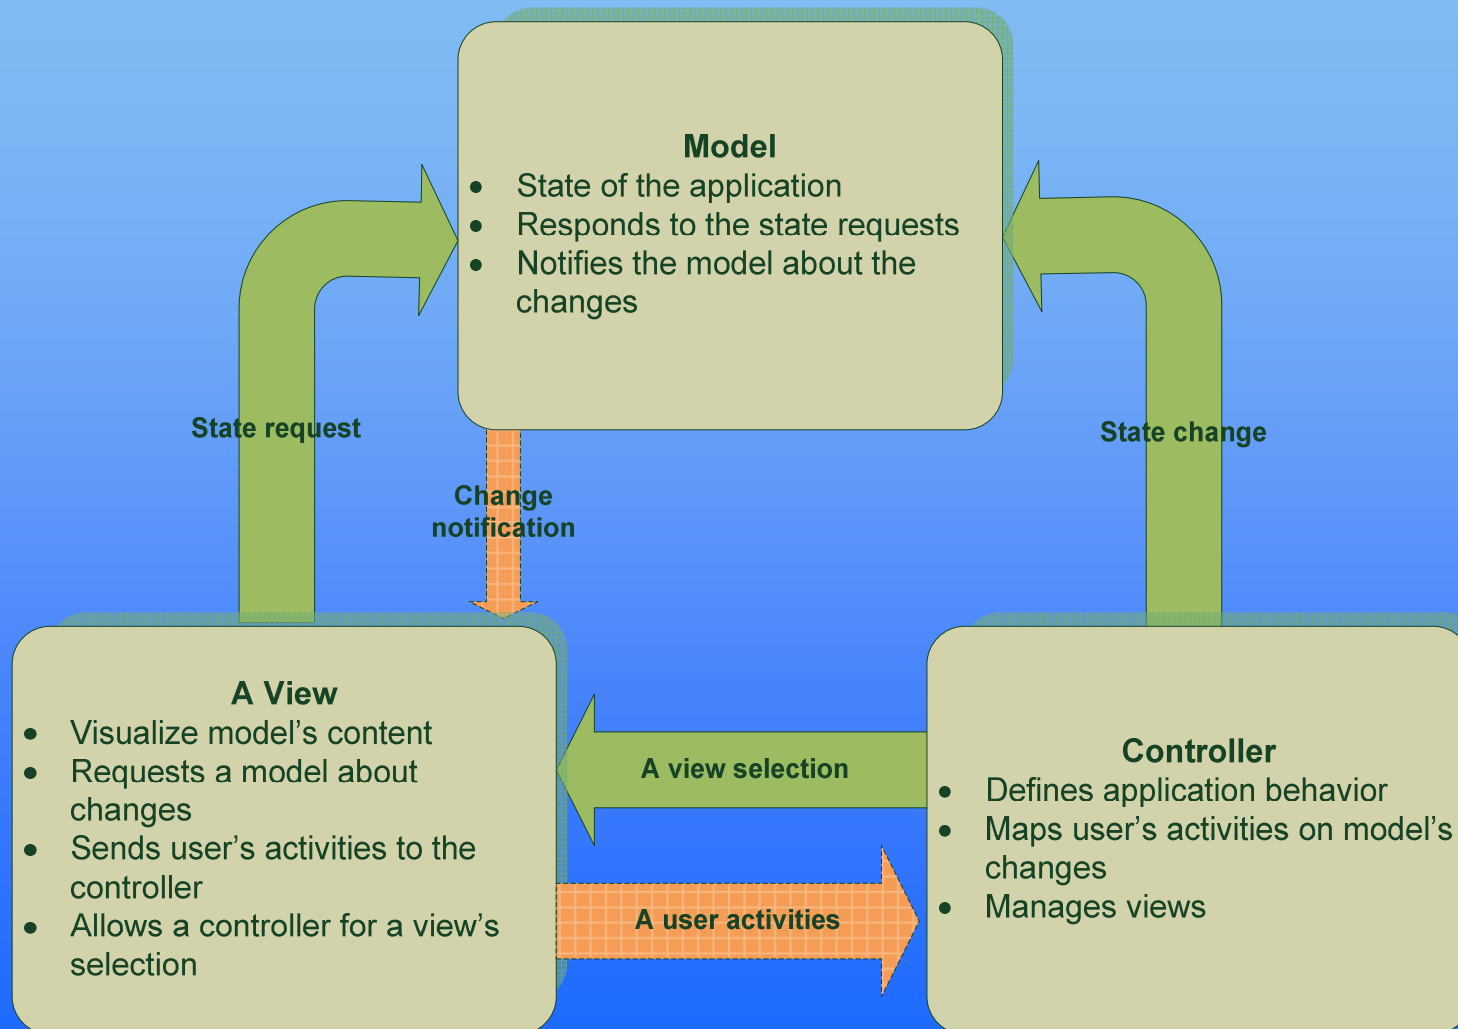 Model
• State of the application
• Responds to the state requests
• Notifies the model about the
changes
State request
State change
Change
notification
A View
• Visualize model’s content
• Requests a model about
changes
• Sends user’s activities to the
controller
• Allows a controller for a view’s
selection
A view selection
A user activities
Controller
• Defines application behavior
• Maps user’s activities on model’s
changes
• Manages views